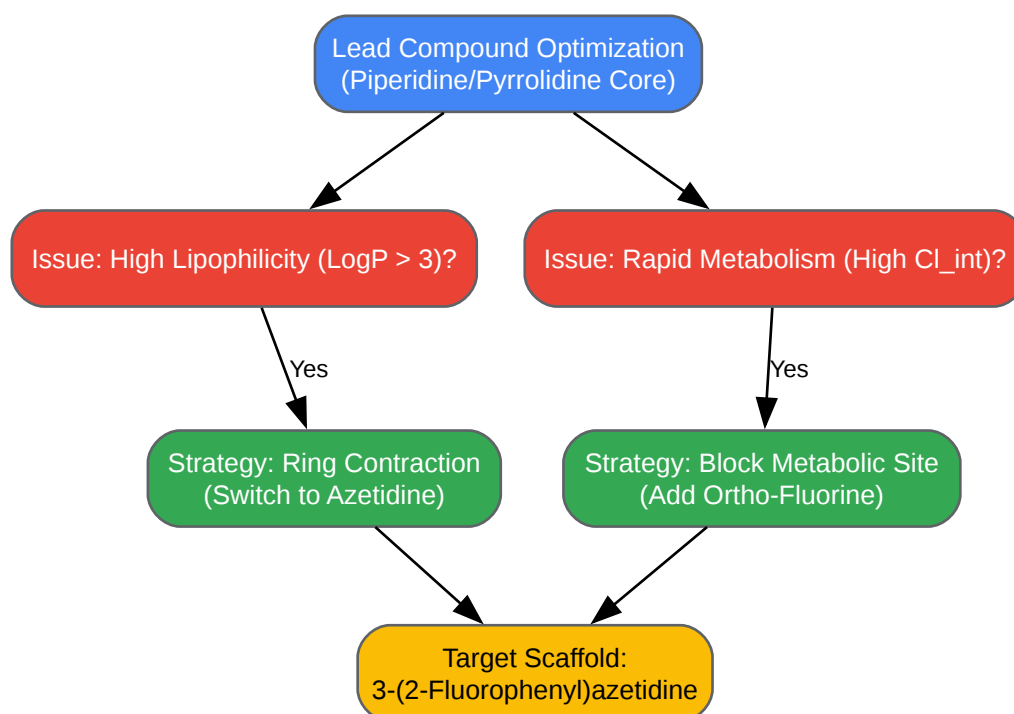 Lead Compound Optimization
(Piperidine/Pyrrolidine Core)
Issue: High Lipophilicity (LogP > 3)?
Issue: Rapid Metabolism (High Cl_int)?
Yes
Yes
Strategy: Ring Contraction
(Switch to Azetidine)
Strategy: Block Metabolic Site
(Add Ortho-Fluorine)
Target Scaffold:
3-(2-Fluorophenyl)azetidine